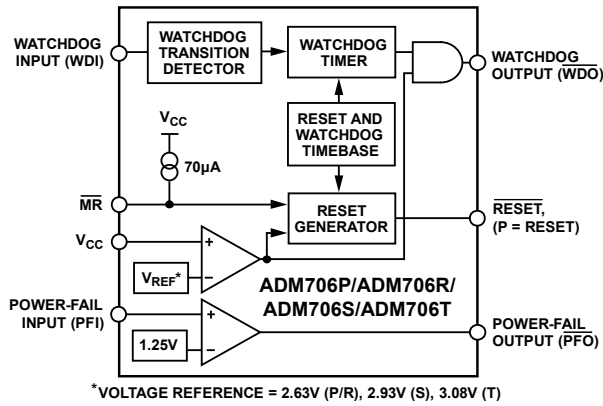 WATCHDOG
INPUT (WDI)
WATCHDOG
TRANSITION
DETECTOR
WATCHDOG
TIMER
WATCHDOG
OUTPUT (WDO)
VCC
70µA
RESET AND
WATCHDOG
TIMEBASE
MR
RESET
GENERATOR
RESET,
(P = RESET)
VCC
+
VREF*
–
ADM706P/ADM706R/
ADM706S/ADM706T
POWER-FAIL
INPUT (PFI)
+
1.25V
–
POWER-FAIL
OUTPUT (PFO)
*VOLTAGE REFERENCE = 2.63V (P/R), 2.93V (S), 3.08V (T)